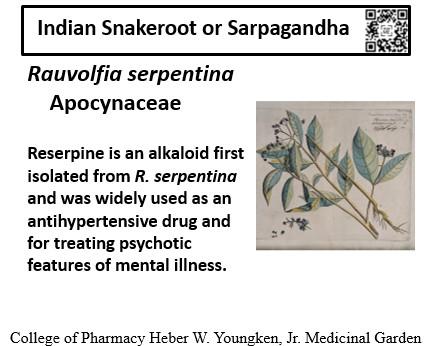 Indian Snakeroot or Sarpagandha
Rauvolfia serpentina
Apocynaceae
Reserpine is an alkaloid first
isolated from R. serpentina
and was widely used as an
antihypertensive drug and
for treating psychotic
features of mental illness.
College of Pharmacy Heber W. Youngken, Jr. Medicinal Garden